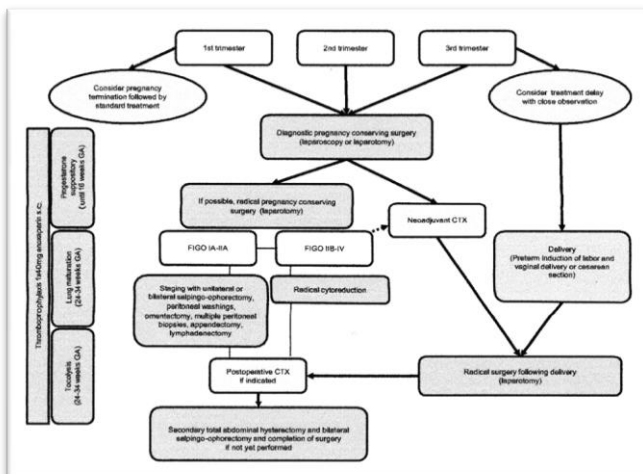 1st trimester
2nd trimester
3rd trimester
Consider pregnancy
termination followed by
standard treatment
Consider treatment delay
with close observation
Diagnostic pregnancy conserving surgery
(laparoscopy or laparotomy)
If possible, radical pregnancy conserving
surgery (laparotomy)
Neoadjuvant CTX
FIGO IA-IIA
FIGO IIB-IV
Delivery
(Preterm induction of labor and
vaginal delivery or cesarean
section)
Staging with unilateral or
bilateral salpingo-ophorectomy,
peritoneal washings,
omentectomy, multiple peritoneal
biopsies, appendectomy,
lymphadenectomy
Radical cytoreduction
Postoperative CTX
if indicated
Radical surgery following delivery
(laparotomy)
Secondary total abdominal hysterectomy and bilateral
salpingo-ophorectomy and completion of surgery
if not yet performed
Thromboprophylaxis 1x40mg enoxaparin s.c.
Progesterone
suppository
(until 16 weeks GA)
Lung maturation
(24-34 weeks GA)
Tocolysis
(24-34 weeks GA)